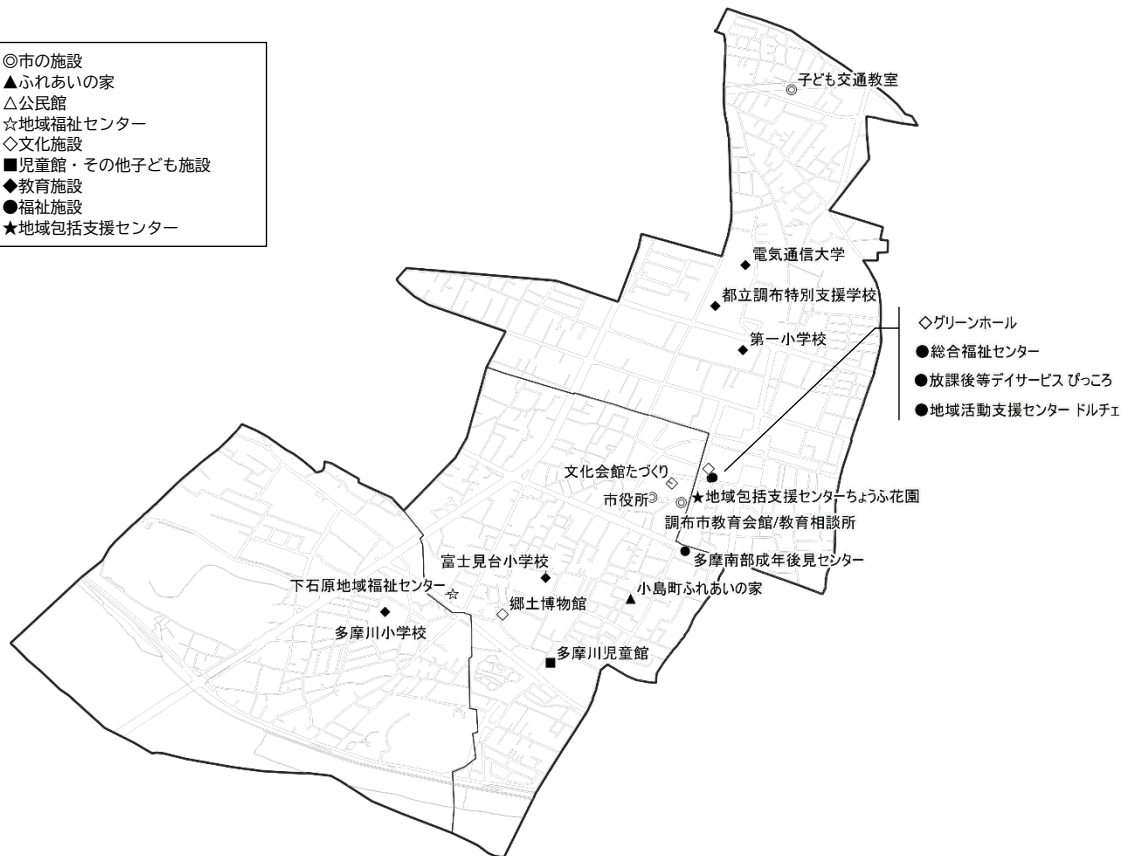 ◎市の施設
▲ふれあいの家
△公民館
☆地域福祉センター
◇文化施設
■児童館・その他子ども施設
◆教育施設
●福祉施設
★地域包括支援センター
子ども交通教室
電気通信大学
都立調布特別支援学校
第一小学校
◇グリーンホール
●総合福祉センター
●放課後等デイサービス ぴっころ
●地域活動支援センター ドルチェ
文化会館たづくり
市役所
★地域包括支援センターちょうふ花園
調布市教育会館/教育相談所
多摩南部成年後見センター
富士見台小学校
下石原地域福祉センター
小島町ふれあいの家
郷土博物館
多摩川小学校
多摩川児童館